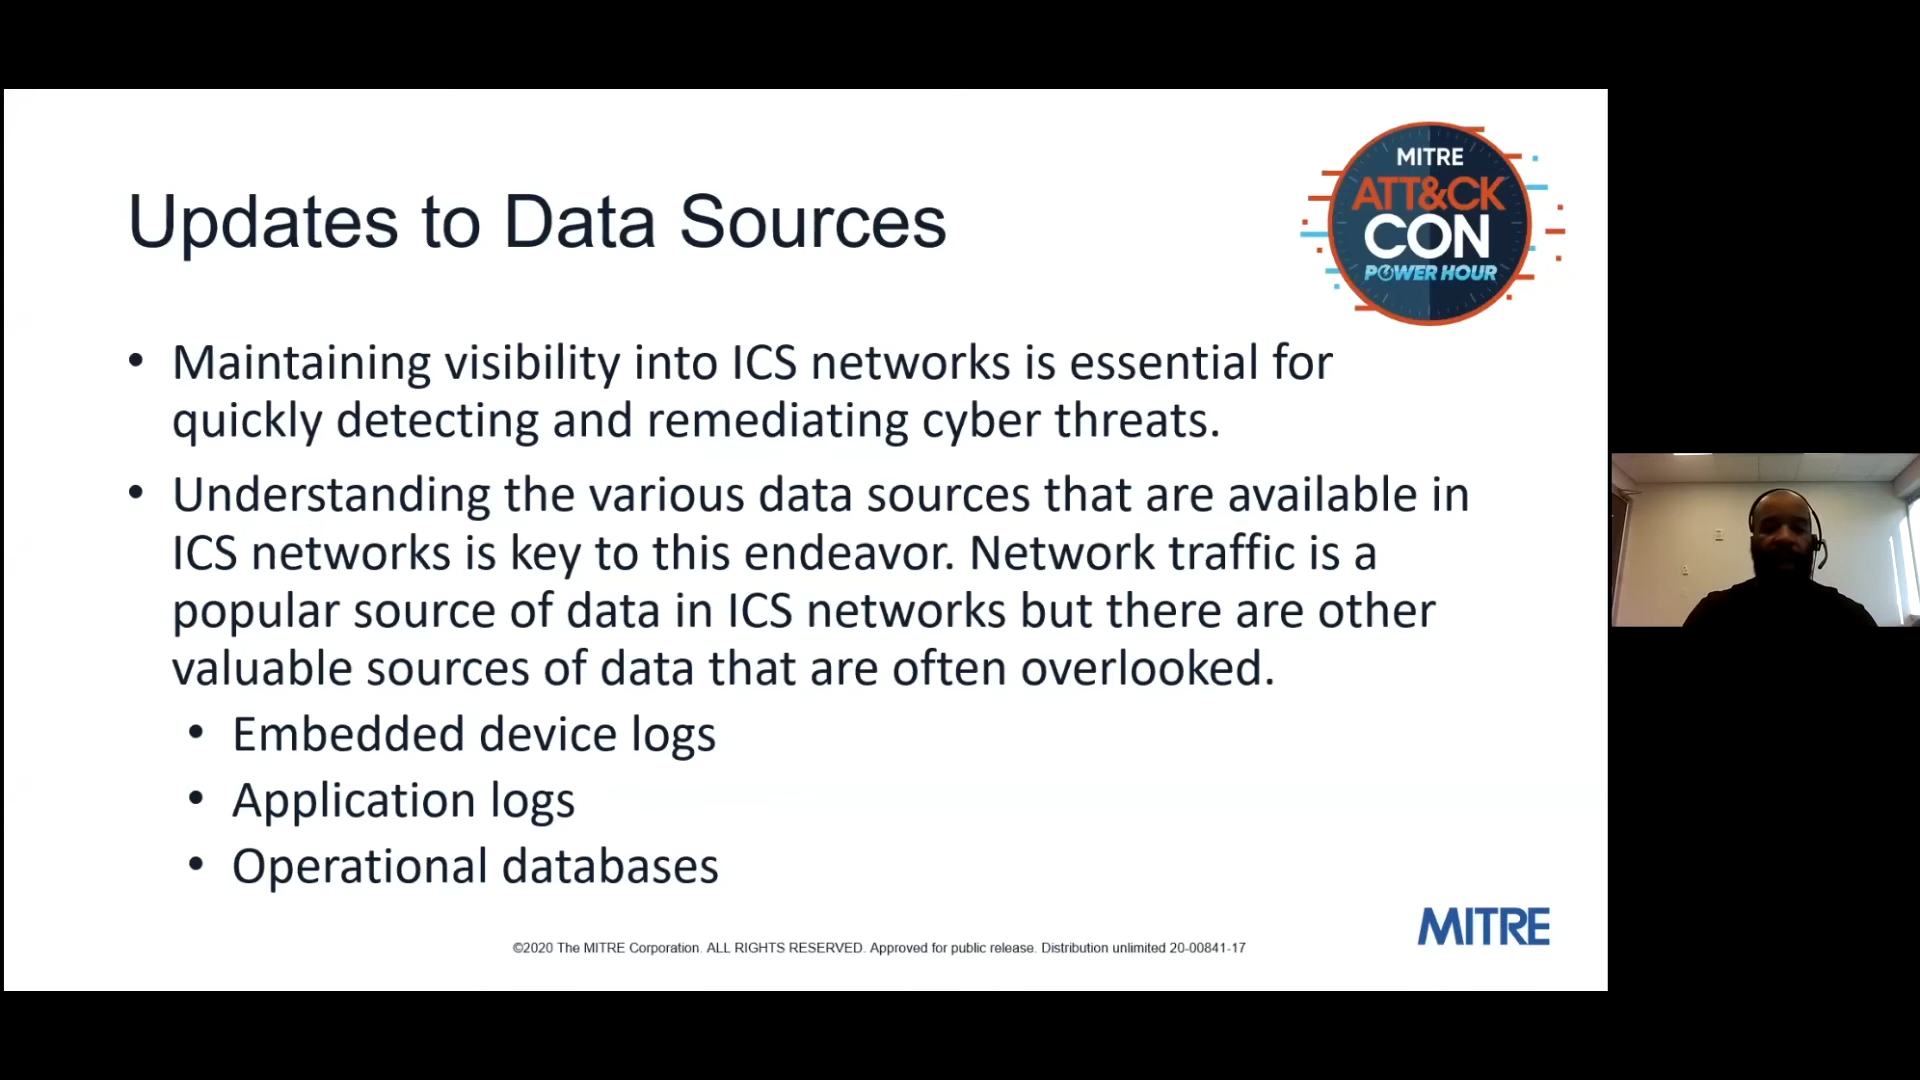 MITRE
ATT&CK
CON
POWER HOUR
Updates to Data Sources
• Maintaining visibility into ICS networks is essential for
quickly detecting and remediating cyber threats.
• Understanding the various data sources that are available in
ICS networks is key to this endeavor. Network traffic is a
popular source of data in ICS networks but there are other
valuable sources of data that are often overlooked.
• Embedded device logs
• Application logs
• Operational databases
MITRE
©2020 The MITRE Corporation. ALL RIGHTS RESERVED. Approved for public release. Distribution unlimited 20-00841-17